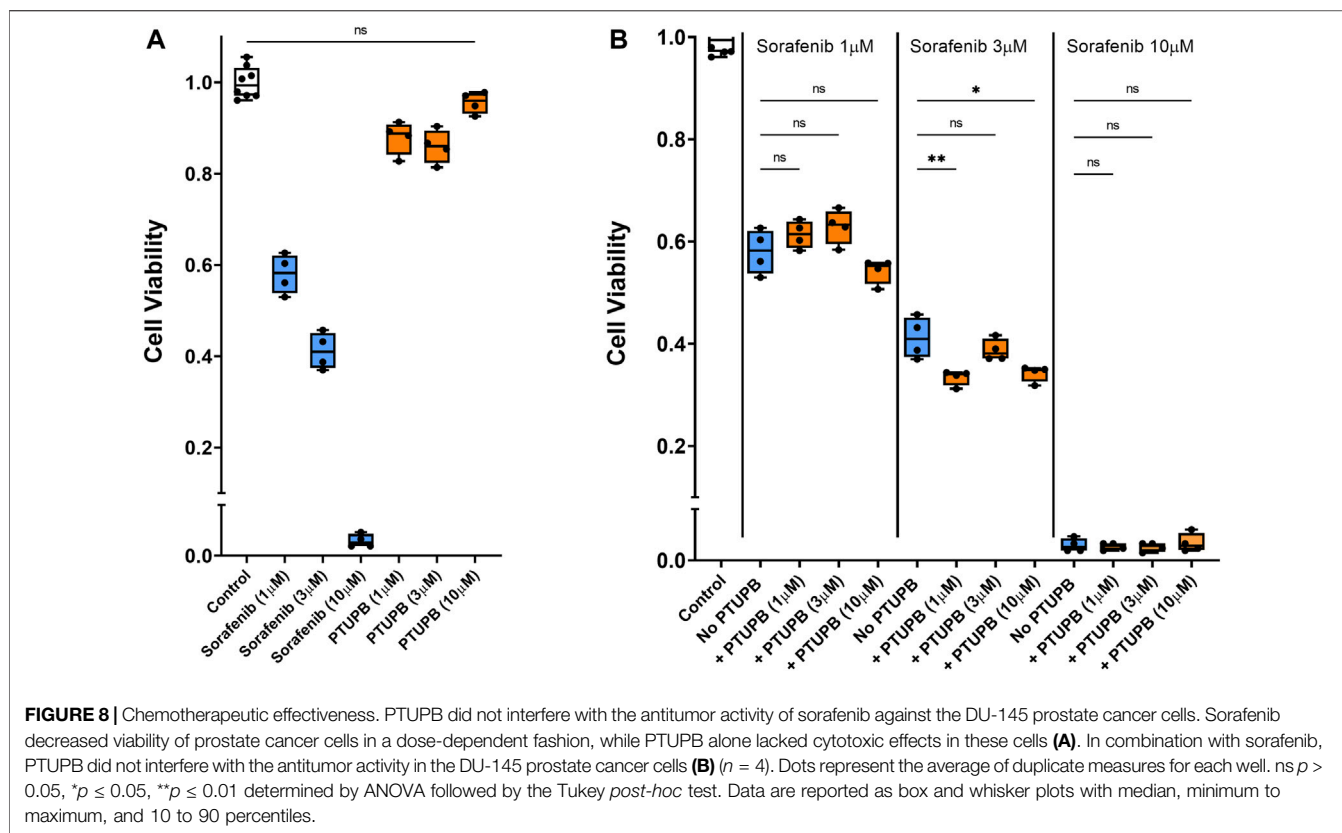 A
ns
1.0
0.8
0.6
0.4
0.2
0.0
Cell Viability
Control
Sorafenib (1μM)
Sorafenib (3μM)
Sorafenib (10μM)
PTUPB (1μM)
PTUPB (3μM)
PTUPB (10μM)
B
Sorafenib 1μM
Sorafenib 3μM
Sorafenib 10μM
ns
ns
ns
*
ns
**
ns
ns
ns
1.0
0.8
0.6
0.4
0.2
0.0
Cell Viability
Control
No PTUPB
+ PTUPB (1μM)
+ PTUPB (3μM)
+ PTUPB (10μM)
No PTUPB
+ PTUPB (1μM)
+ PTUPB (3μM)
+ PTUPB (10μM)
No PTUPB
+ PTUPB (1μM)
+ PTUPB (3μM)
+ PTUPB (10μM)
FIGURE 8 | Chemotherapeutic effectiveness. PTUPB did not interfere with the antitumor activity of sorafenib against the DU-145 prostate cancer cells. Sorafenib
decreased viability of prostate cancer cells in a dose-dependent fashion, while PTUPB alone lacked cytotoxic effects in these cells (A). In combination with sorafenib,
PTUPB did not interfere with the antitumor activity in the DU-145 prostate cancer cells (B) (n = 4). Dots represent the average of duplicate measures for each well. ns p >
0.05, *p ≤ 0.05, **p ≤ 0.01 determined by ANOVA followed by the Tukey post-hoc test. Data are reported as box and whisker plots with median, minimum to
maximum, and 10 to 90 percentiles.